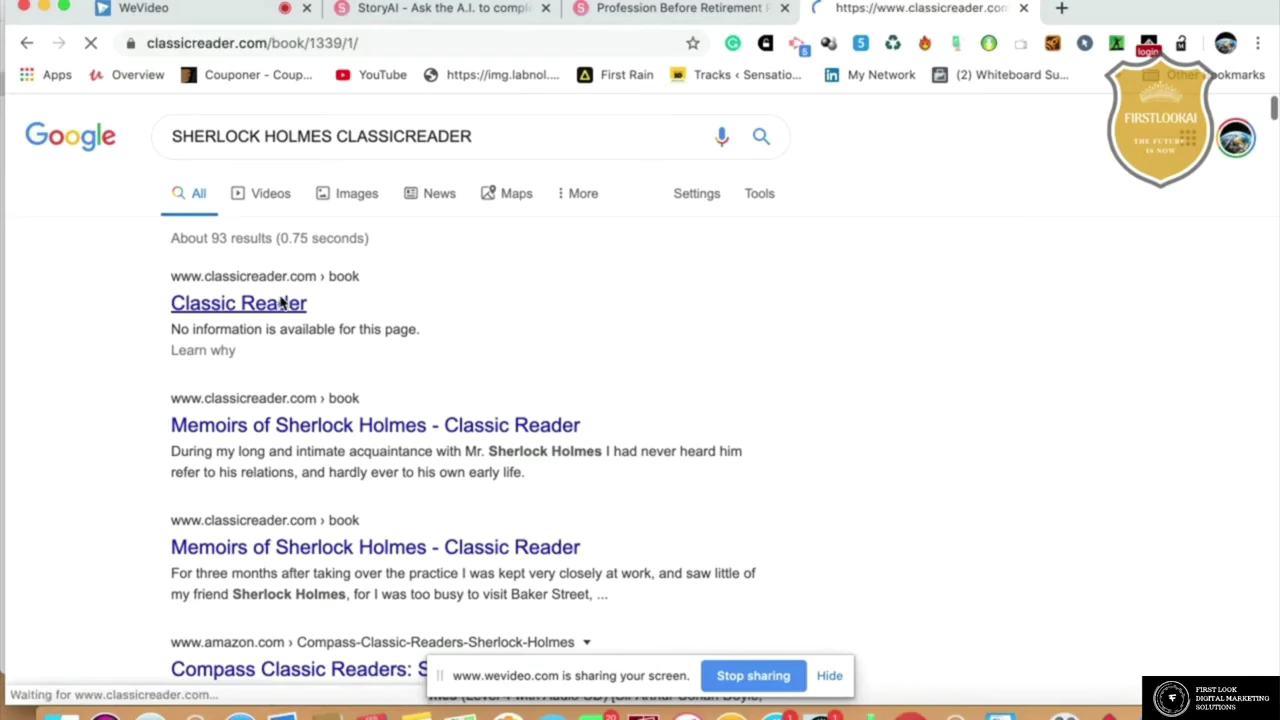 WeVideo
StoryAI - Ask the A.I. to compl
Profession Before Retirement F
https://www.classicreader.com
classicreader.com/book/1339/1/
5
S
login
Apps
Overview
Couponer - Coup...
YouTube
https://img.labnol....
First Rain
Tracks ‹ Sensatio...
My Network
(2) Whiteboard Su...
Other bookmarks
FIRSTLOOKAI
THE FUTURE
IS NOW
Google
SHERLOCK HOLMES CLASSICREADER
All
Videos
Images
News
Maps
More
Settings
Tools
About 93 results (0.75 seconds)
www.classicreader.com › book
Classic Reader
No information is available for this page.
Learn why
www.classicreader.com › book
Memoirs of Sherlock Holmes - Classic Reader
During my long and intimate acquaintance with Mr. Sherlock Holmes I had never heard him
refer to his relations, and hardly ever to his own early life.
www.classicreader.com › book
Memoirs of Sherlock Holmes - Classic Reader
For three months after taking over the practice I was kept very closely at work, and saw little of
my friend Sherlock Holmes, for I was too busy to visit Baker Street, ...
www.amazon.com › Compass-Classic-Readers-Sherlock-Holmes
Compass Classic Readers: S
www.wevideo.com is sharing your screen.
Stop sharing
Hide
Waiting for www.classicreader.com...
FIRST LOOK
DIGITAL MARKETING
SOLUTIONS